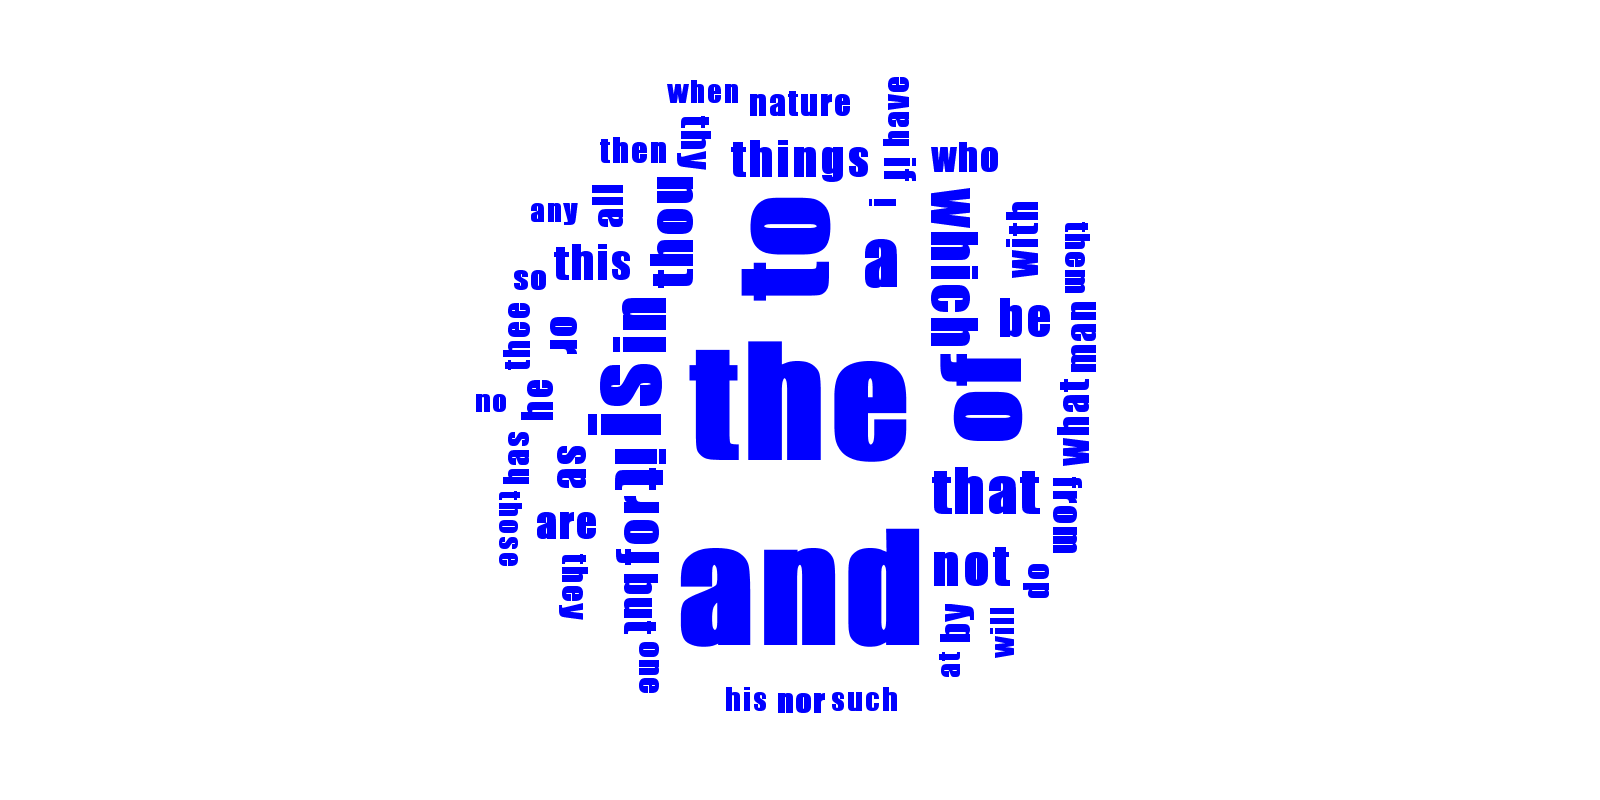 when
nature
have
thy
then
things
if
who
all
thou
any
to
i
which
with
them
this
a
so
be
thee
or
in
man
the
of
is
he
no
what
has
as
it
that
from
those
are
for
and
not
they
but
do
by
will
one
at
his
nor
such